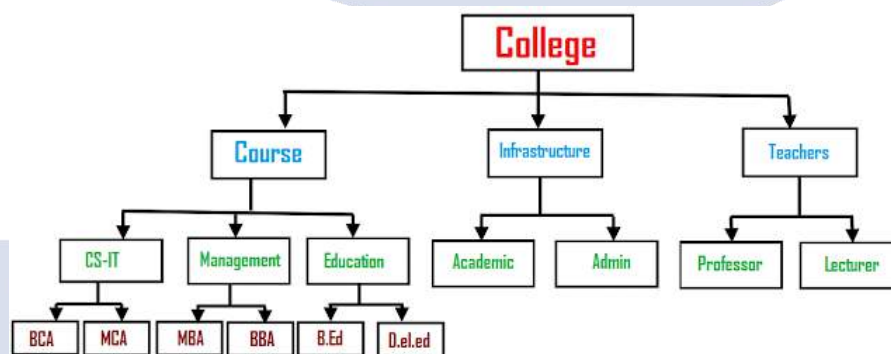 College
Course
Infrastructure
Teachers
CS-IT
Management
Education
Academic
Admin
Professor
Lecturer
BCA
MCA
MBA
BBA
B.Ed
D.el.ed